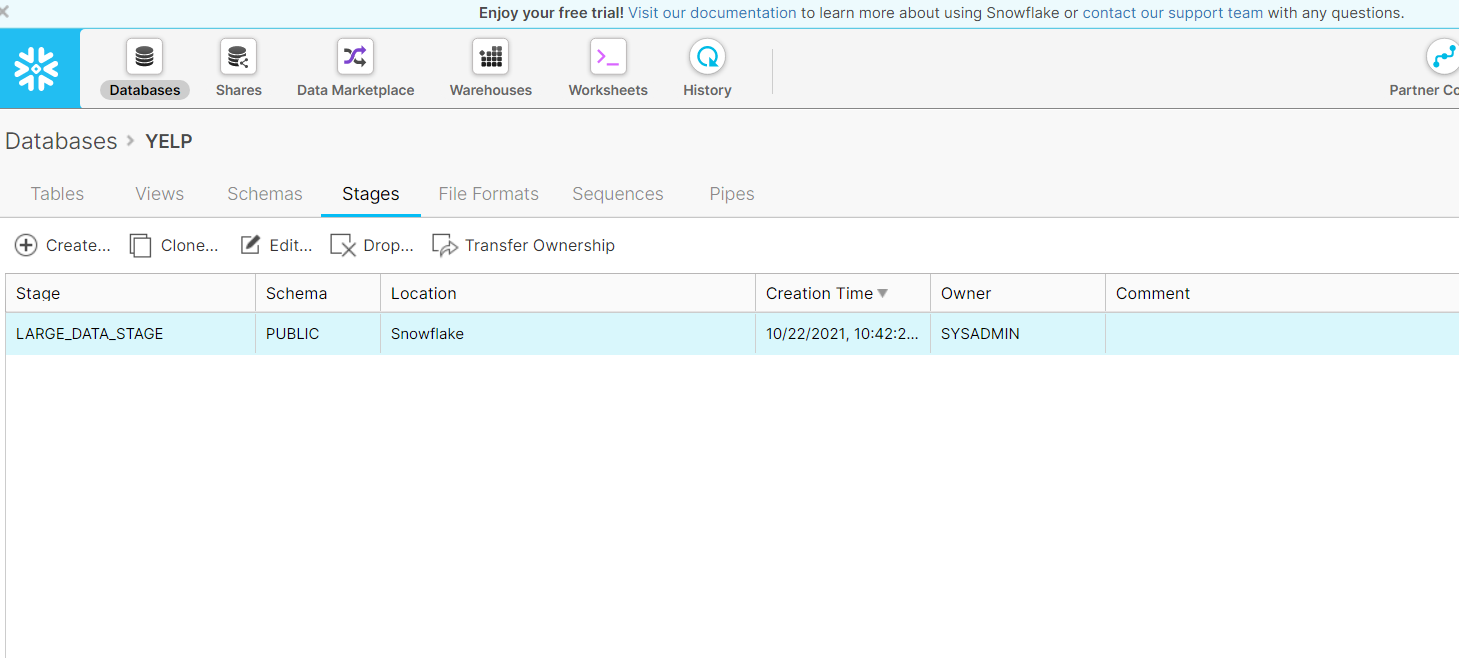 Enjoy your free trial! Visit our documentation to learn more about using Snowflake or contact our support team with any questions.
Databases Shares Data Marketplace Warehouses Worksheets History Partner Co
Databases > YELP
Tables Views Schemas Stages File Formats Sequences Pipes
Create... Clone... Edit... Drop... Transfer Ownership
Stage Schema Location Creation Time Owner Comment
LARGE_DATA_STAGE PUBLIC Snowflake 10/22/2021, 10:42:2... SYSADMIN